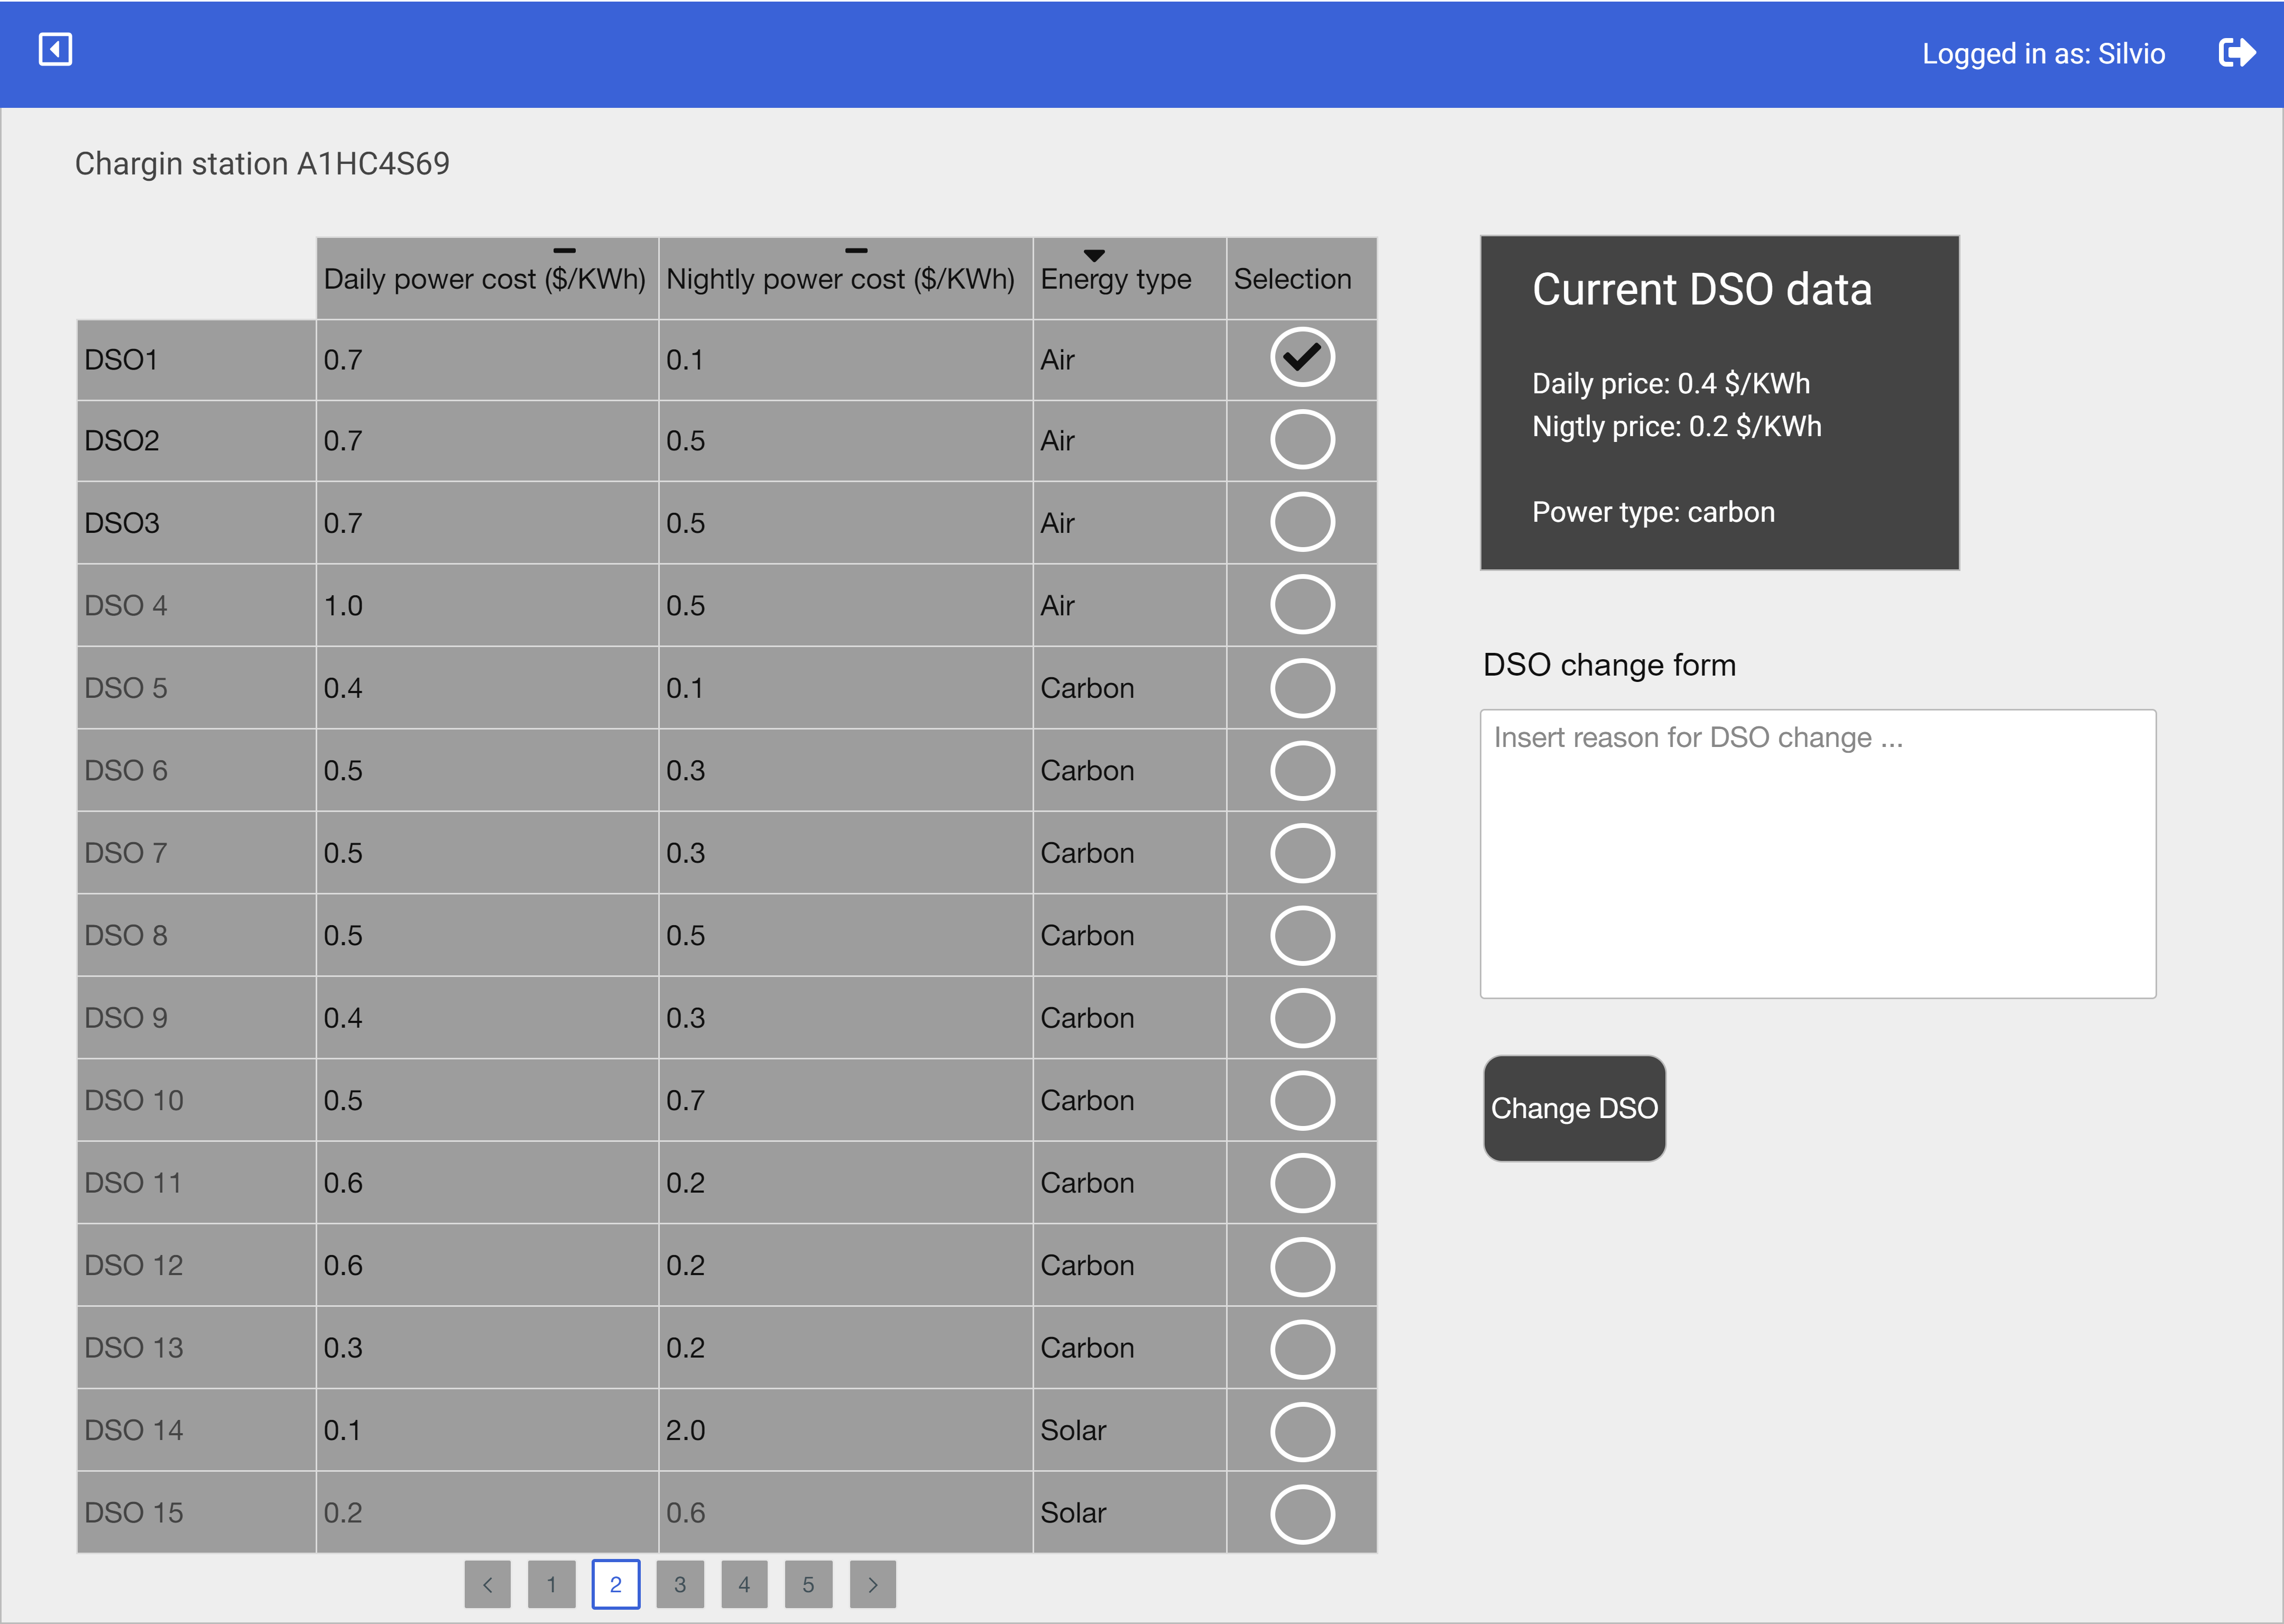 Logged in as: Silvio
Chargin station A1HC4S69
Daily power cost ($/KWh) Nightly power cost ($/KWh) Energy type Selection
DSO1 0.7 0.1 Air
DSO2 0.7 0.5 Air
DSO3 0.7 0.5 Air
DSO 4 1.0 0.5 Air
DSO 5 0.4 0.1 Carbon
DSO 6 0.5 0.3 Carbon
DSO 7 0.5 0.3 Carbon
DSO 8 0.5 0.5 Carbon
DSO 9 0.4 0.3 Carbon
DSO 10 0.5 0.7 Carbon
DSO 11 0.6 0.2 Carbon
DSO 12 0.6 0.2 Carbon
DSO 13 0.3 0.2 Carbon
DSO 14 0.1 2.0 Solar
DSO 15 0.2 0.6 Solar
< 1 2 3 4 5 >
Current DSO data
Daily price: 0.4 $/KWh
Nigtly price: 0.2 $/KWh
Power type: carbon
DSO change form
Insert reason for DSO change ...
Change DSO